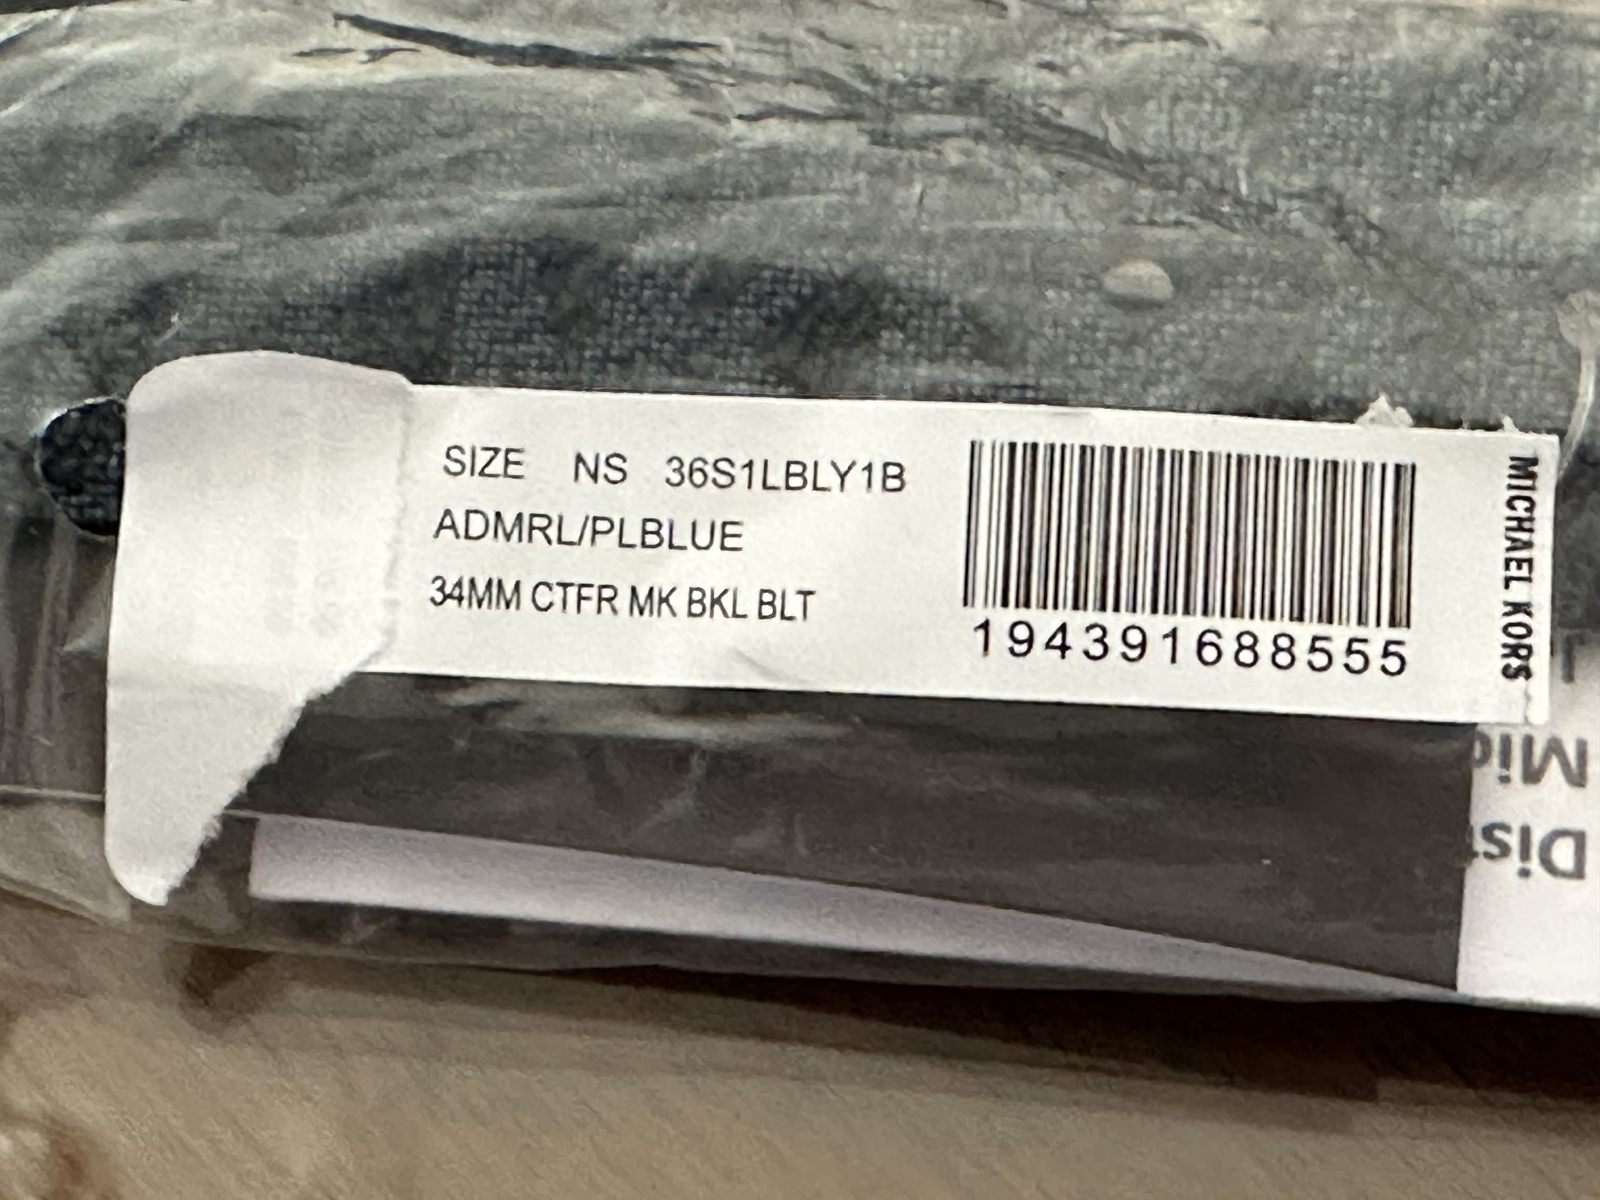 SIZE NS 36S1LBLY1B
ADMRL/PLBLUE
34MM CTFR MK BKL BLT
194391688555
MICHAEL KORS